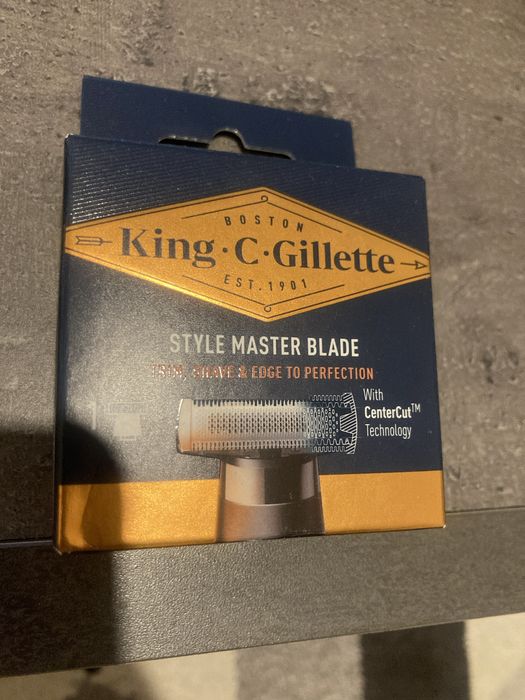 BOSTON
King·C·Gillette
EST.1901
STYLE MASTER BLADE
TRIM, SHAVE & EDGE TO PERFECTION
With
CenterCut™
Technology